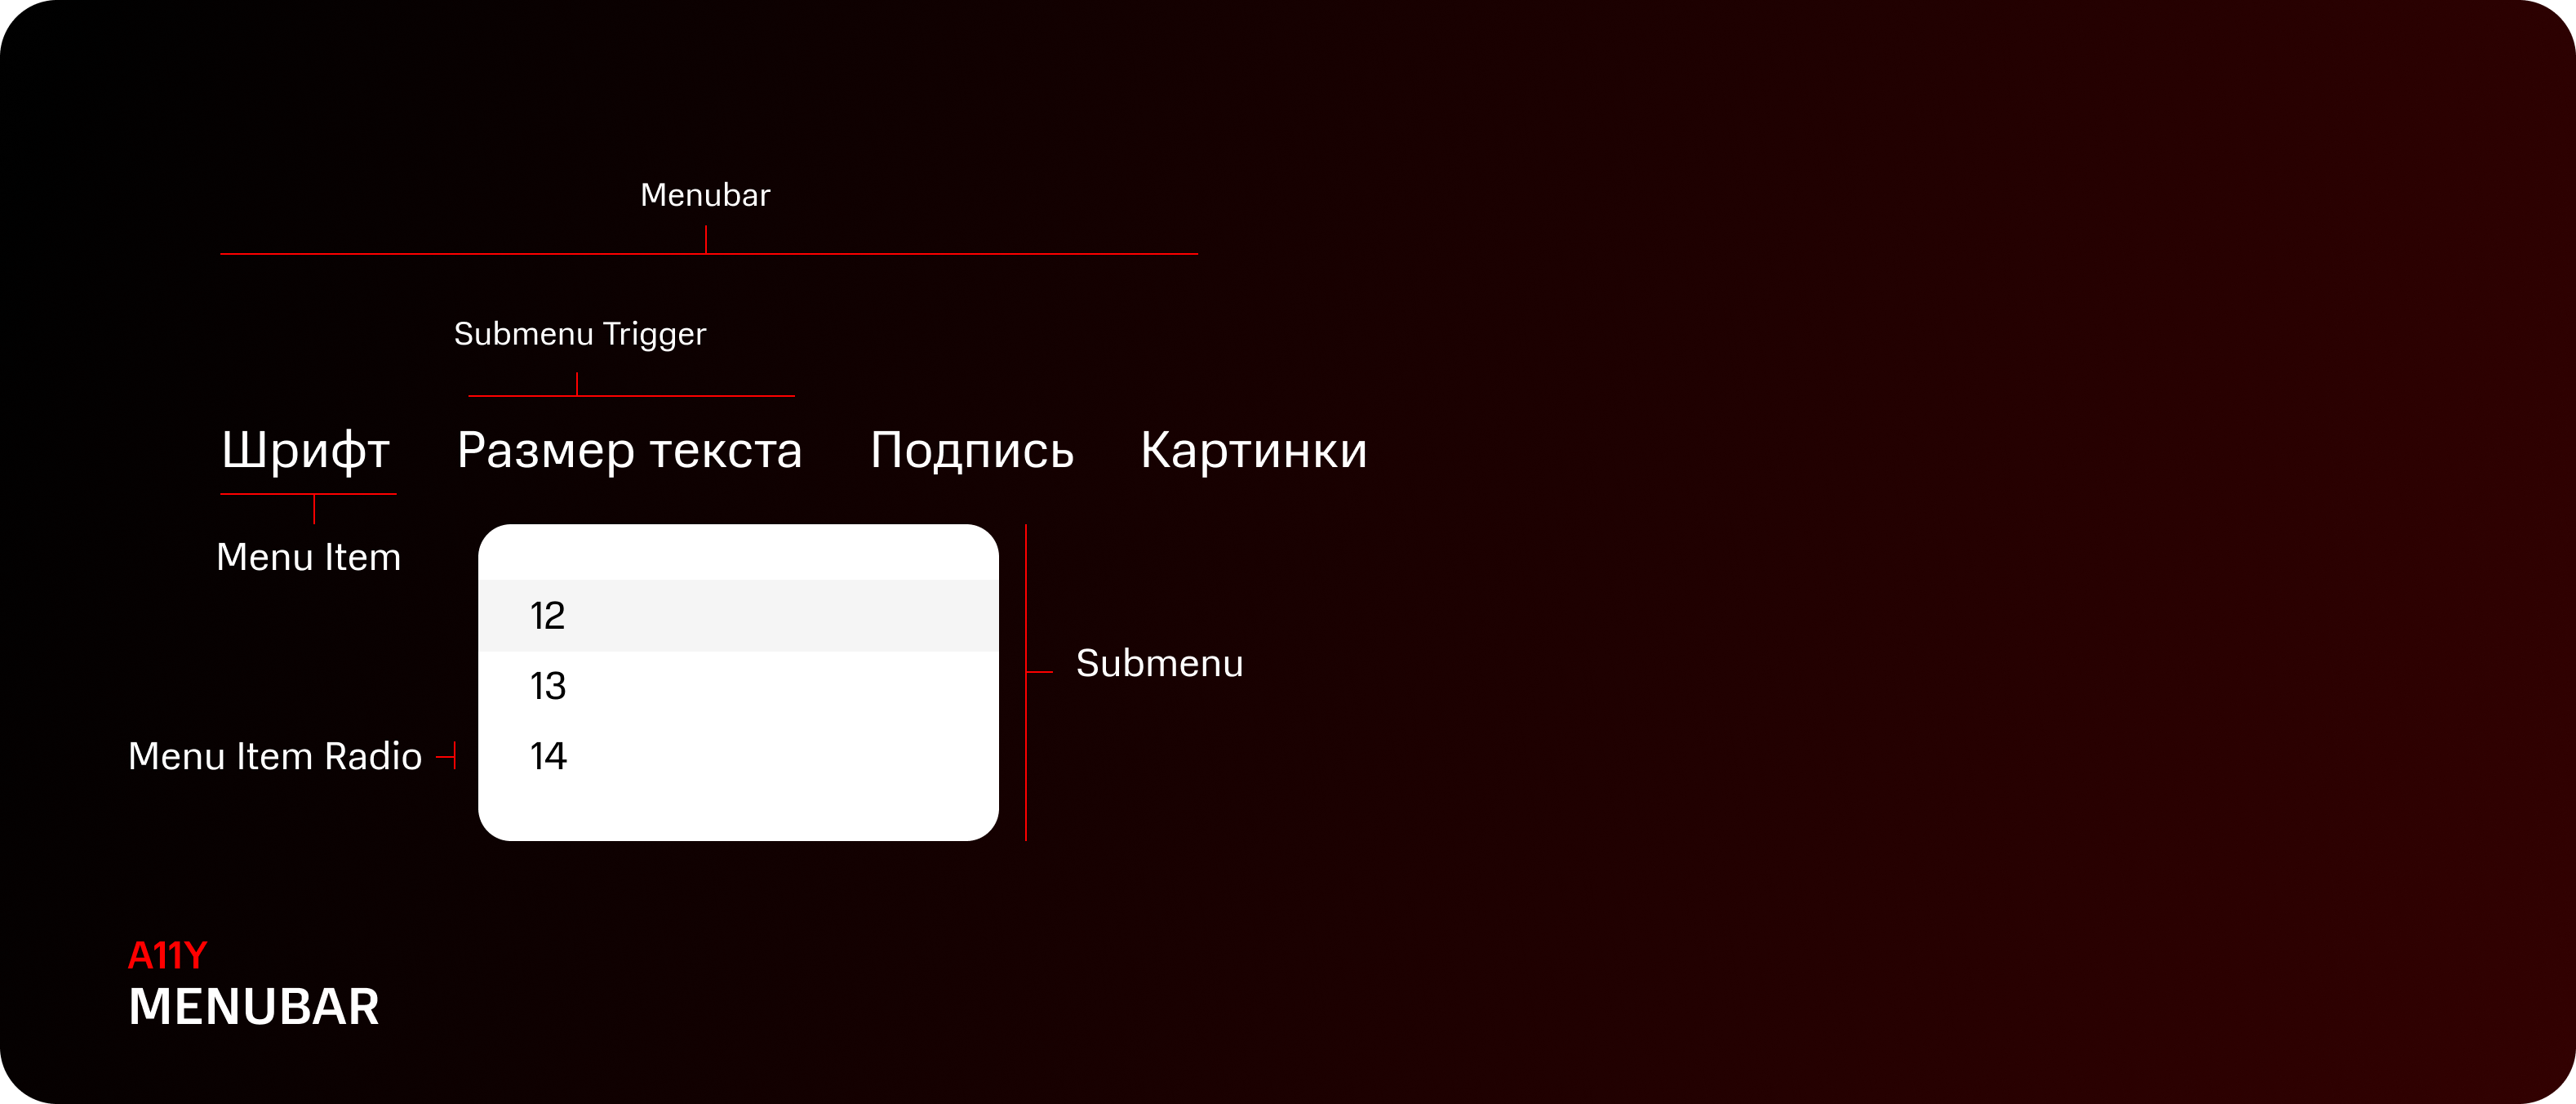 Menubar
Submenu Trigger
Шрифт Размер текста Подпись Картинки
Menu Item
12
13
Submenu
Menu Item Radio
14
A11Y
MENUBAR